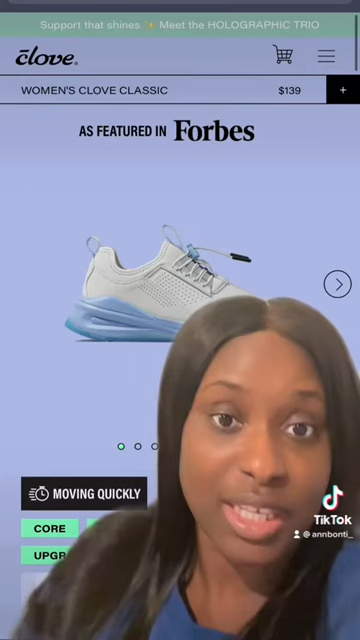 Support that shines ✨ Meet the HOLOGRAPHIC TRIO
clove
WOMEN'S CLOVE CLASSIC $139 +
AS FEATURED IN Forbes
MOVING QUICKLY
CORE
UPGR
TikTok
@annbonti_